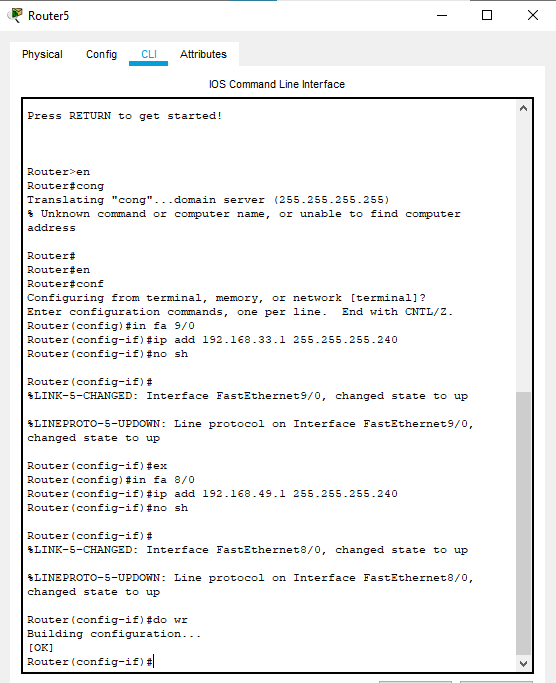 Router5
Physical Config CLI Attributes
IOS Command Line Interface
Press RETURN to get started!
Router>en
Router#cong
Translating "cong"...domain server (255.255.255.255)
% Unknown command or computer name, or unable to find computer
address
Router#
Router#en
Router#conf
Configuring from terminal, memory, or network [terminal]?
Enter configuration commands, one per line.  End with CNTL/Z.
Router(config)#in fa 9/0
Router(config-if)#ip add 192.168.33.1 255.255.255.240
Router(config-if)#no sh
Router(config-if)#
%LINK-5-CHANGED: Interface FastEthernet9/0, changed state to up
%LINEPROTO-5-UPDOWN: Line protocol on Interface FastEthernet9/0,
changed state to up
Router(config-if)#ex
Router(config)#in fa 8/0
Router(config-if)#ip add 192.168.49.1 255.255.255.240
Router(config-if)#no sh
Router(config-if)#
%LINK-5-CHANGED: Interface FastEthernet8/0, changed state to up
%LINEPROTO-5-UPDOWN: Line protocol on Interface FastEthernet8/0,
changed state to up
Router(config-if)#do wr
Building configuration...
[OK]
Router(config-if)#